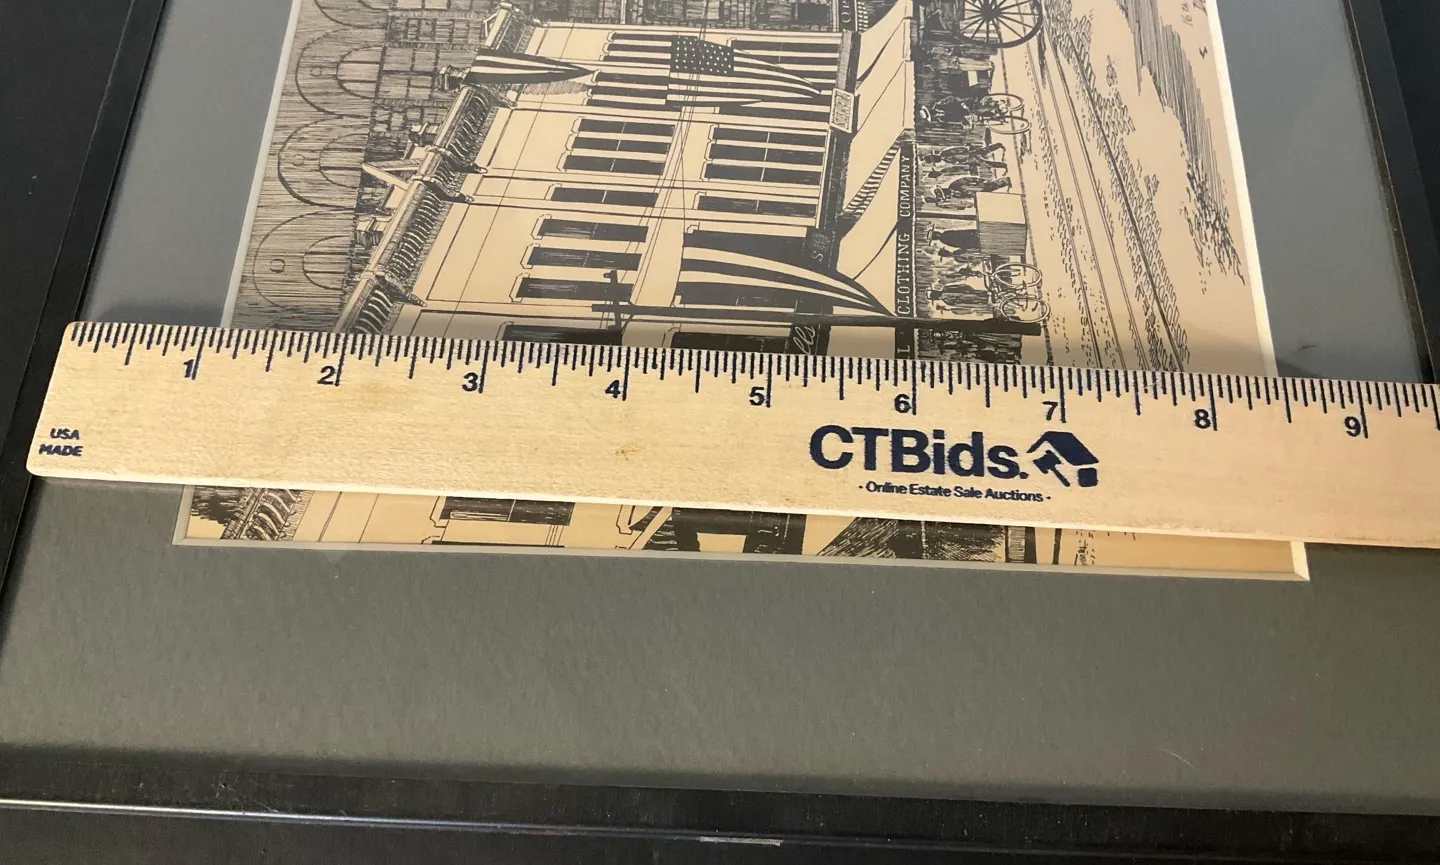 CLOTHING COMPANY
1 2 3 4 5 6 7 8 9
USA
MADE
CTBids.
· Online Estate Sale Auctions ·